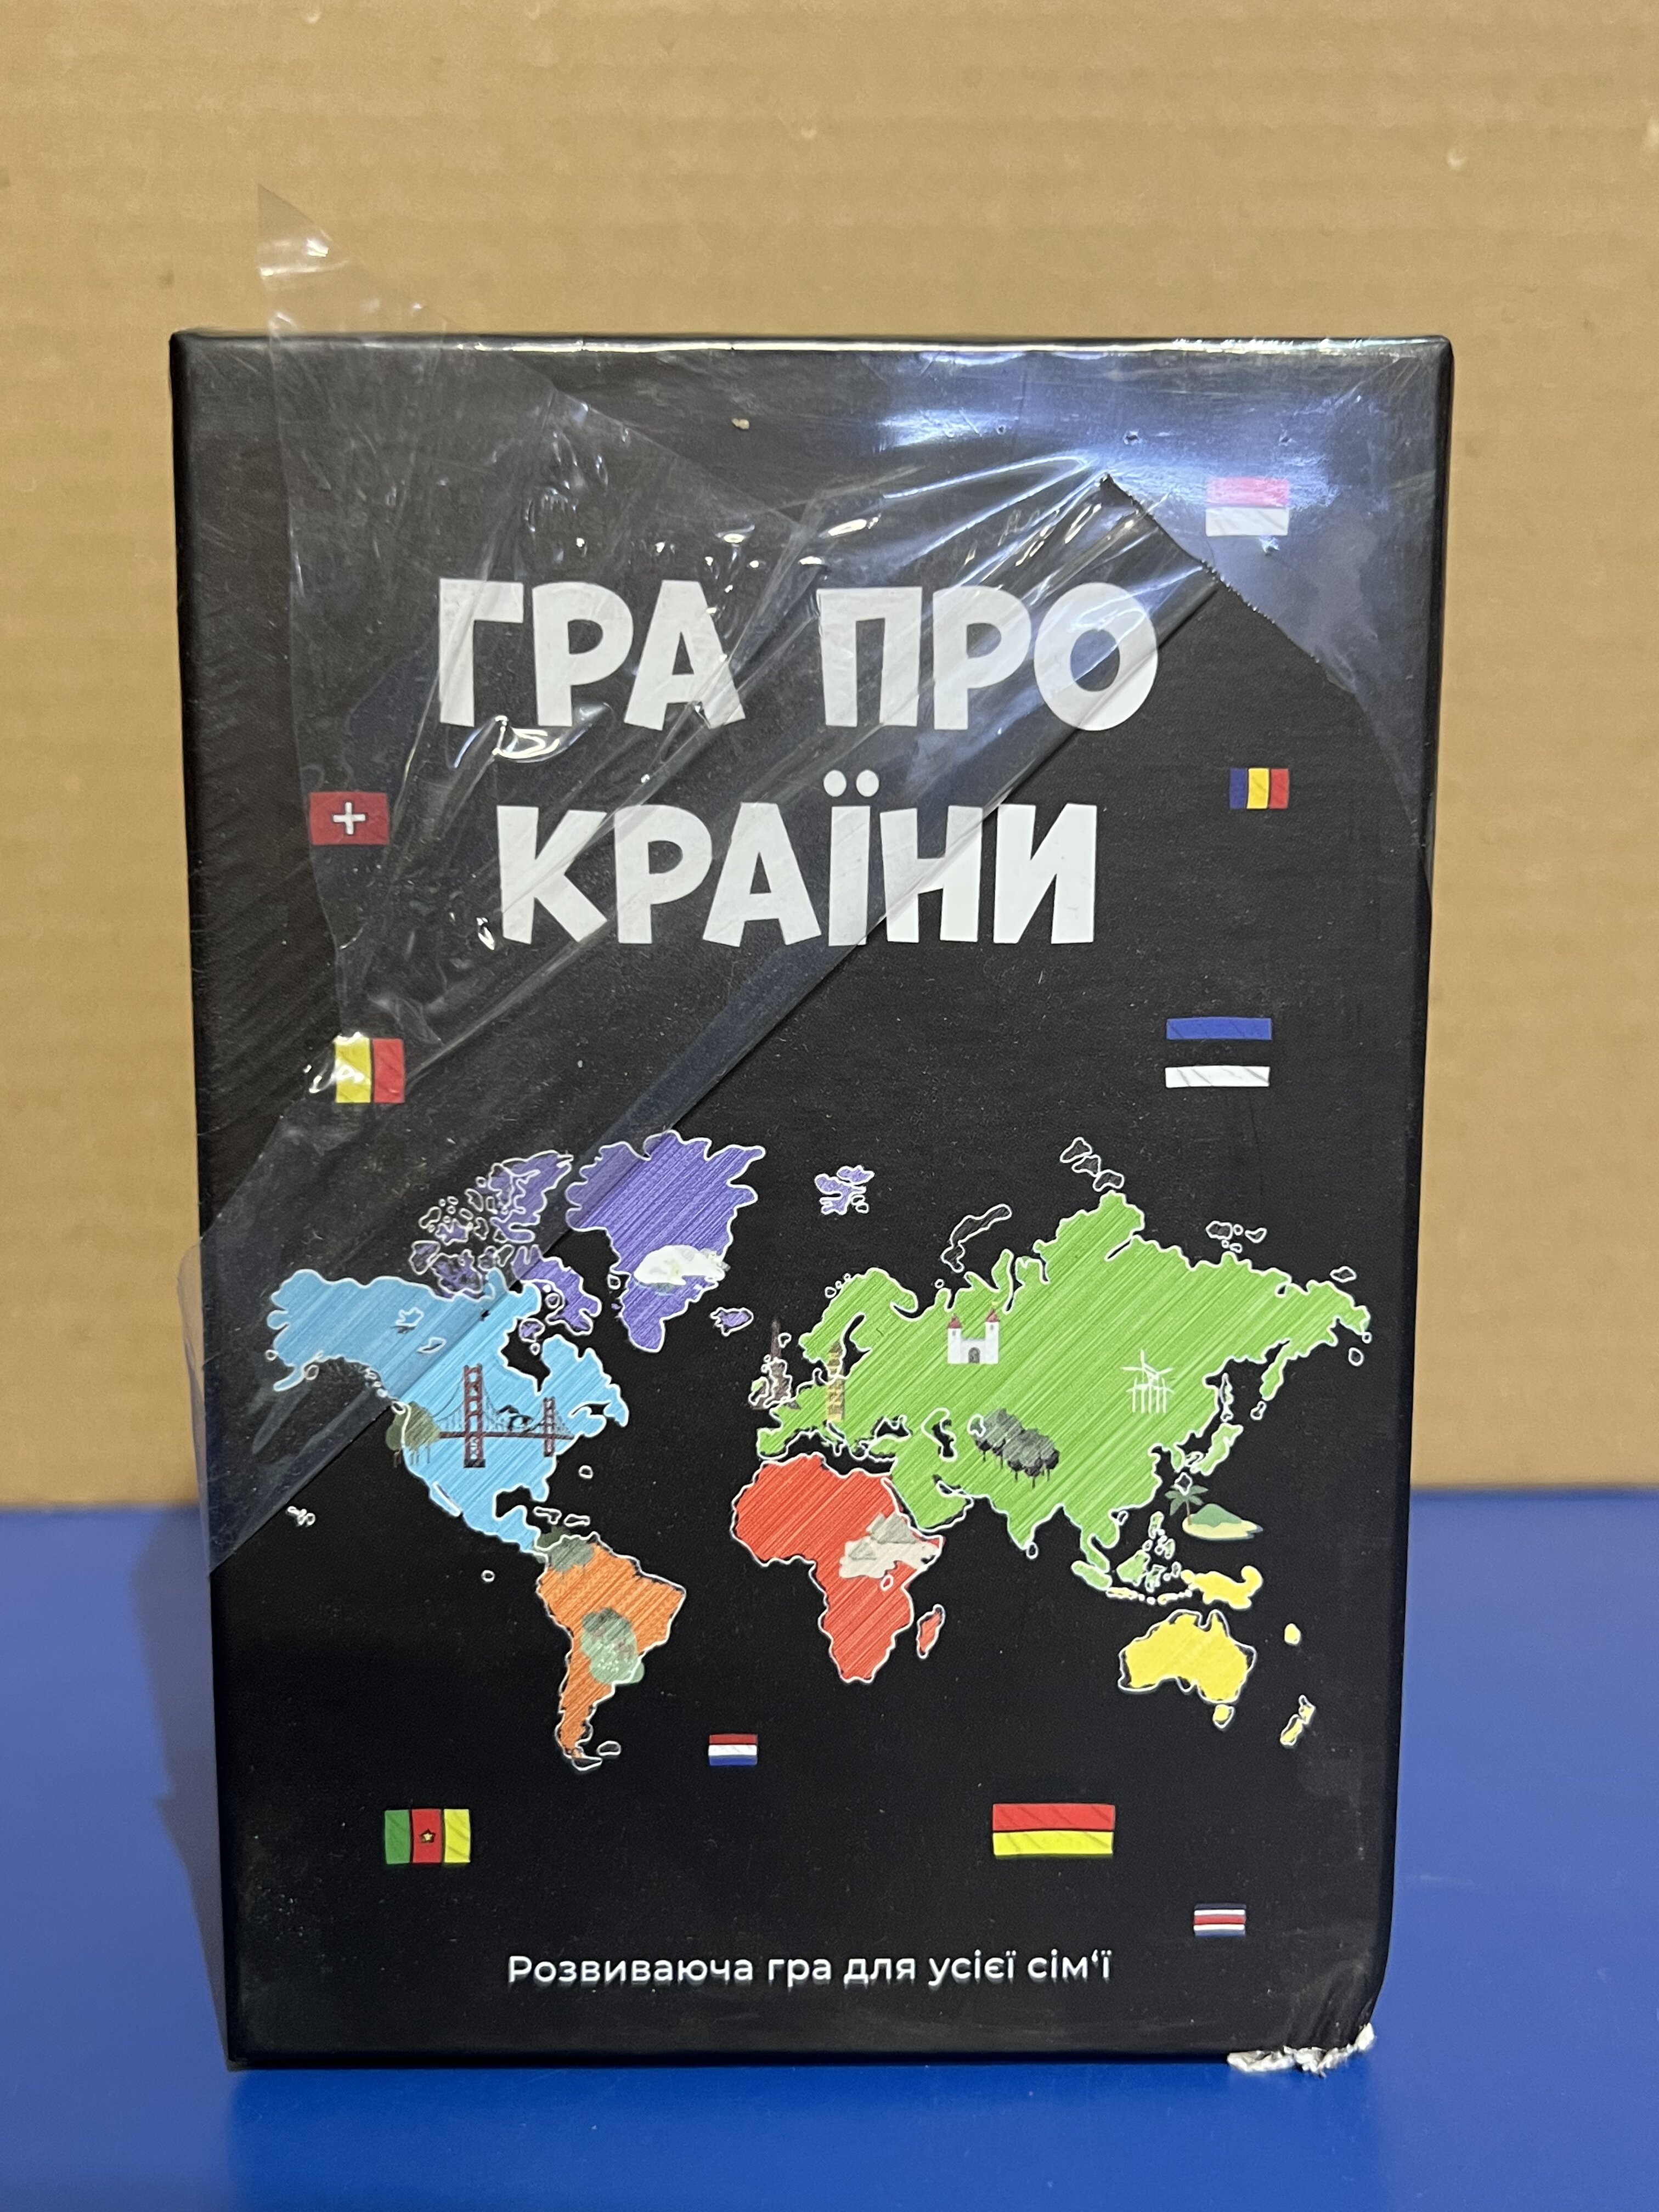 ГРА ПРО
КРАЇНИ
Розвиваюча гра для усієї сім‘ї